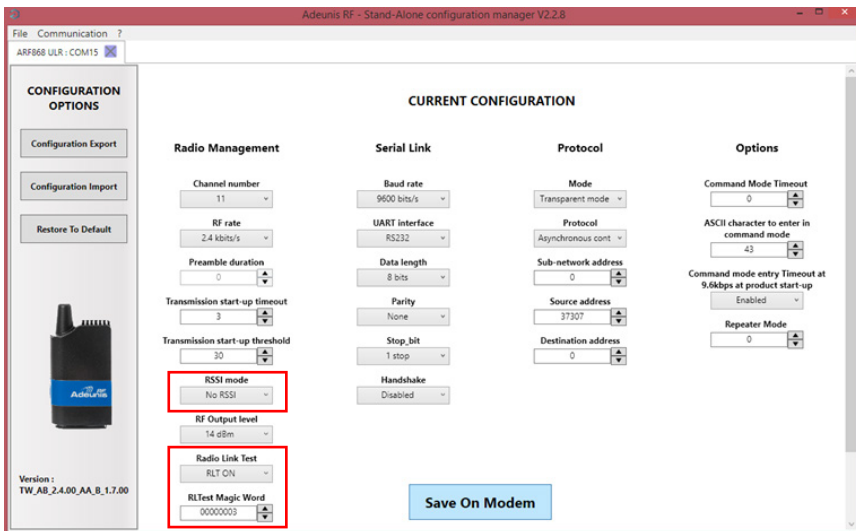 Adeunis RF - Stand-Alone configuration manager V2.2.8
File Communication ?
ARF868 ULR : COM15
CONFIGURATION
OPTIONS
Configuration Export
Configuration Import
Restore To Default
Adeunis RF
Version :
TW_AB_2.4.00_AA_B_1.7.00
CURRENT CONFIGURATION
Radio Management
Channel number
11
RF rate
2.4 kbits/s
Preamble duration
0
Transmission start-up timeout
3
Transmission start-up threshold
30
RSSI mode
No RSSI
RF Output level
14 dBm
Radio Link Test
RLT ON
RLTest Magic Word
00000003
Serial Link
Baud rate
9600 bits/s
UART interface
RS232
Data length
8 bits
Parity
None
Stop_bit
1 stop
Handshake
Disabled
Protocol
Mode
Transparent mode
Protocol
Asynchronous cont
Sub-network address
0
Source address
37307
Destination address
0
Options
Command Mode Timeout
0
ASCII character to enter in
command mode
43
Command mode entry Timeout at
9.6kbps at product start-up
Enabled
Repeater Mode
0
Save On Modem